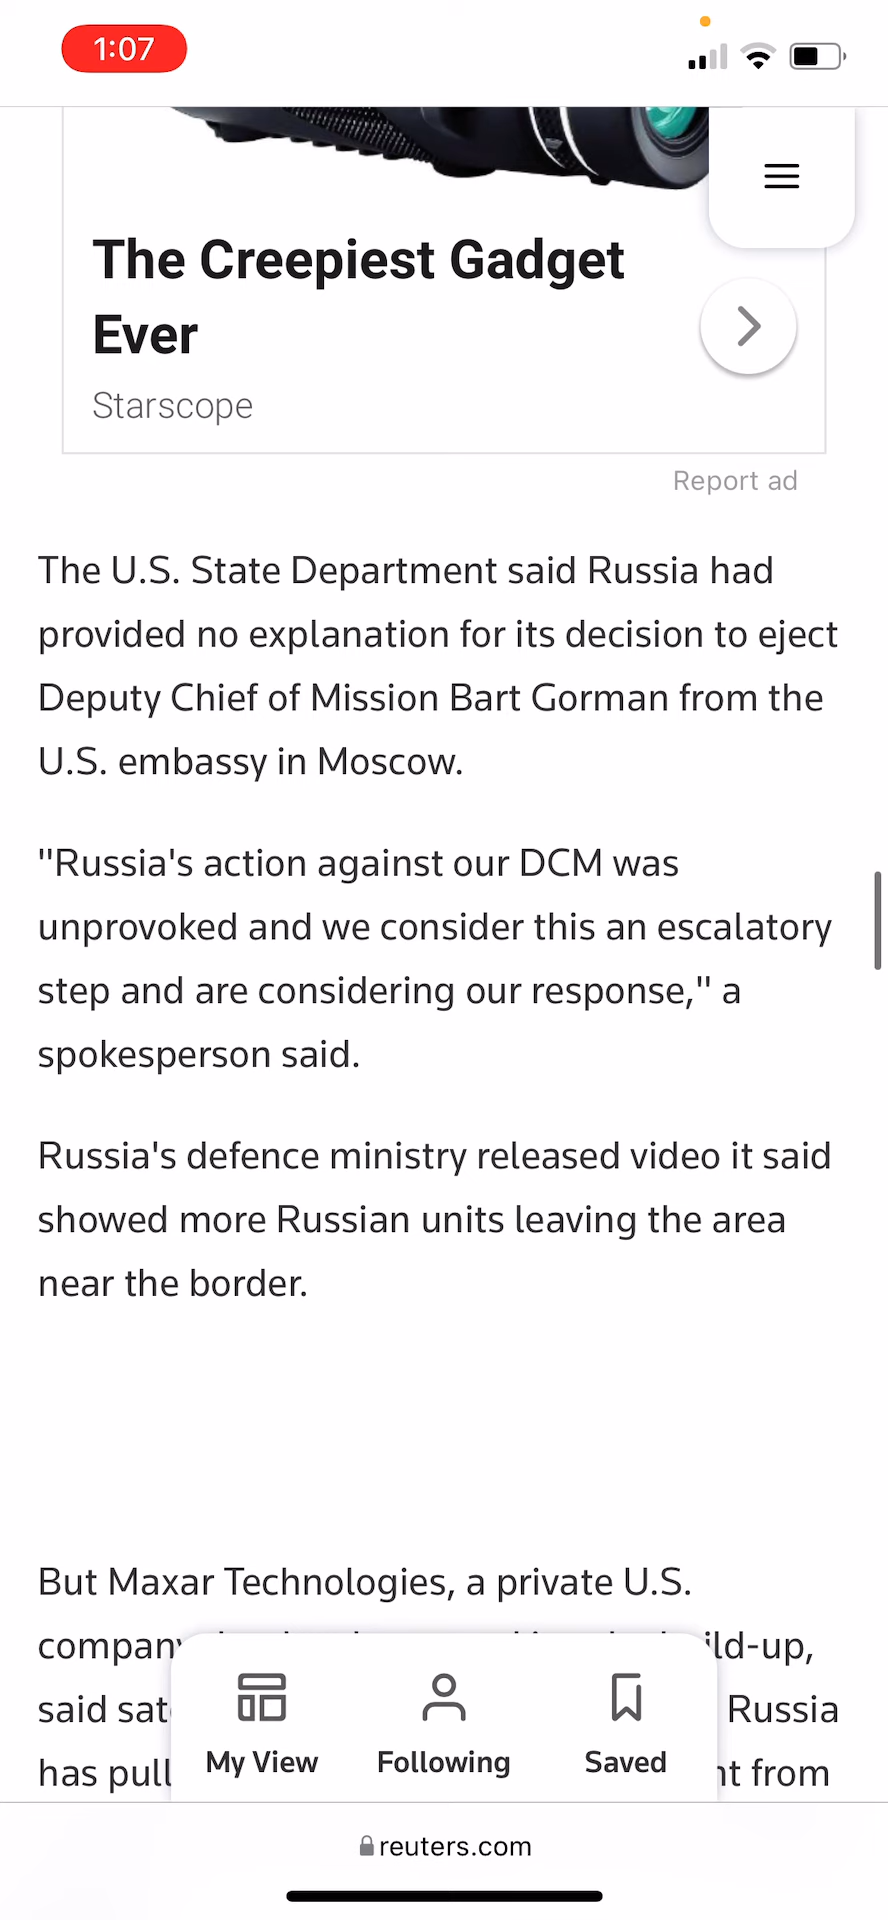 1:07
The Creepiest Gadget
Ever
Starscope
Report ad
The U.S. State Department said Russia had
provided no explanation for its decision to eject
Deputy Chief of Mission Bart Gorman from the
U.S. embassy in Moscow.
"Russia's action against our DCM was
unprovoked and we consider this an escalatory
step and are considering our response," a
spokesperson said.
Russia's defence ministry released video it said
showed more Russian units leaving the area
near the border.
But Maxar Technologies, a private U.S.
company
said Russia
has from
My View Following Saved
reuters.com